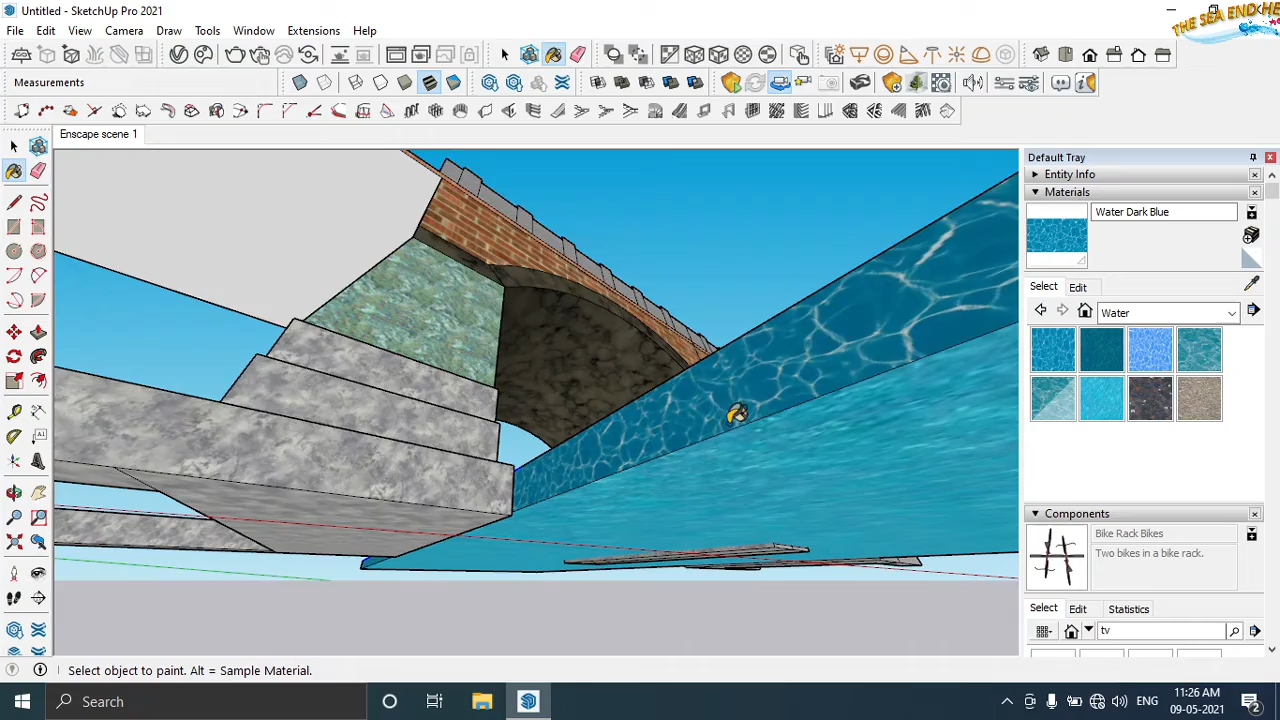 Untitled - SketchUp Pro 2021
THE SEA END HE
File Edit View Camera Draw Tools Window Extensions Help
Measurements
Enscape scene 1
Default Tray
Entity Info
Materials
Water Dark Blue
Select Edit
Water
Components
Bike Rack Bikes
Two bikes in a bike rack.
Select Edit Statistics
tv
Select object to paint. Alt = Sample Material.
Search
ENG
11:26 AM
09-05-2021
2